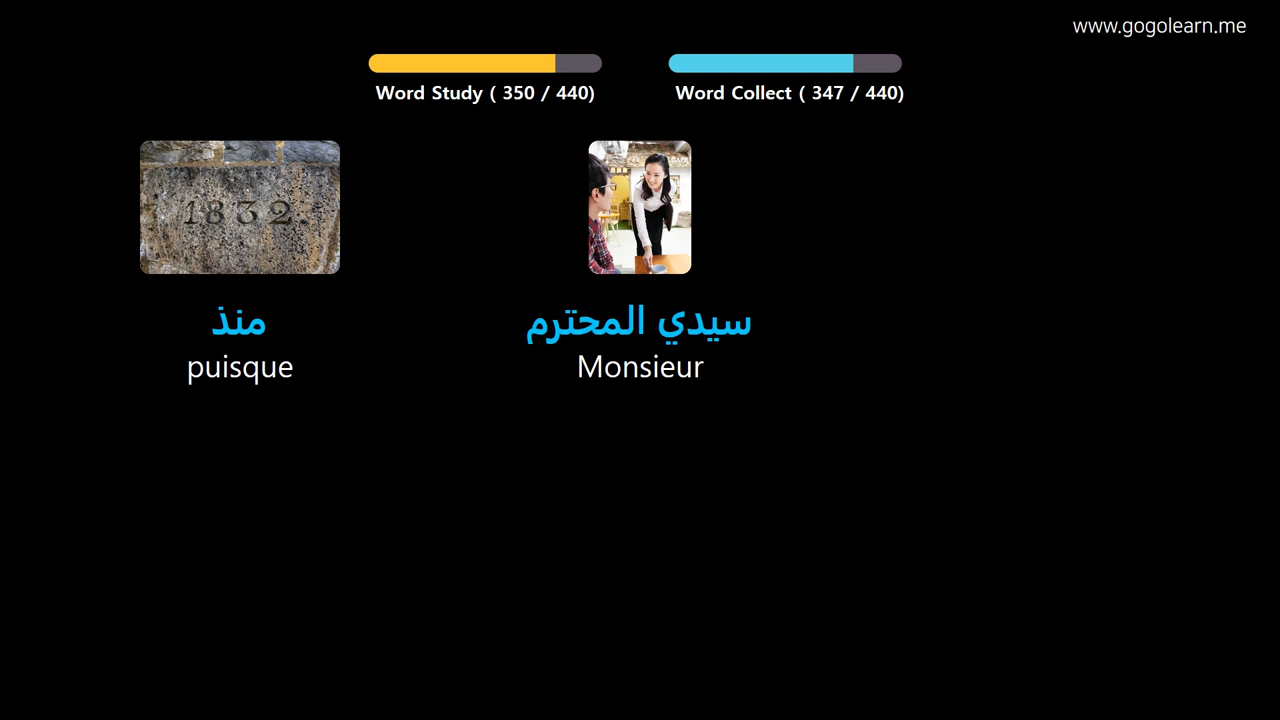 www.gogolearn.me
Word Study ( 350 / 440)
Word Collect ( 347 / 440)
1832.
منذ
puisque
سيدي المحترم
Monsieur